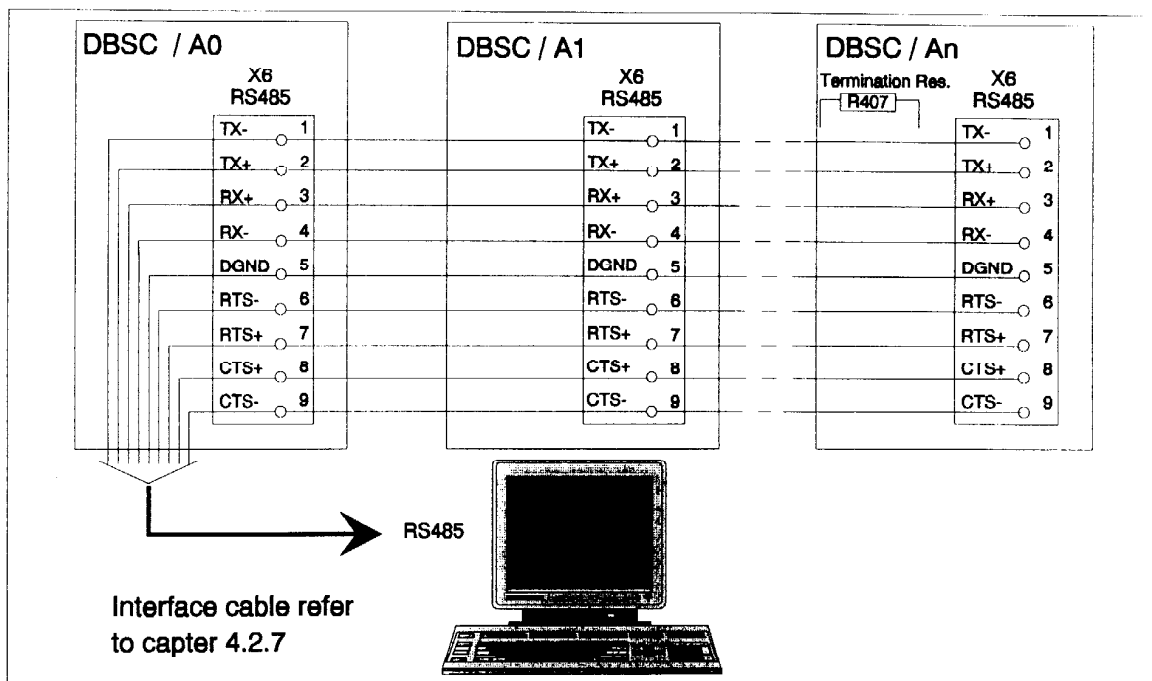 DBSC / A0
X6
RS485
TX- 1
TX+ 2
RX+ 3
RX- 4
DGND 5
RTS- 6
RTS+ 7
CTS+ 8
CTS- 9
DBSC / A1
X6
RS485
TX- 1
TX+ 2
RX+ 3
RX- 4
DGND 5
RTS- 6
RTS+ 7
CTS+ 8
CTS- 9
DBSC / An
Termination Res.
R407
X6
RS485
TX- 1
TX+ 2
RX+ 3
RX- 4
DGND 5
RTS- 6
RTS+ 7
CTS+ 8
CTS- 9
RS485
Interface cable refer
to capter 4.2.7